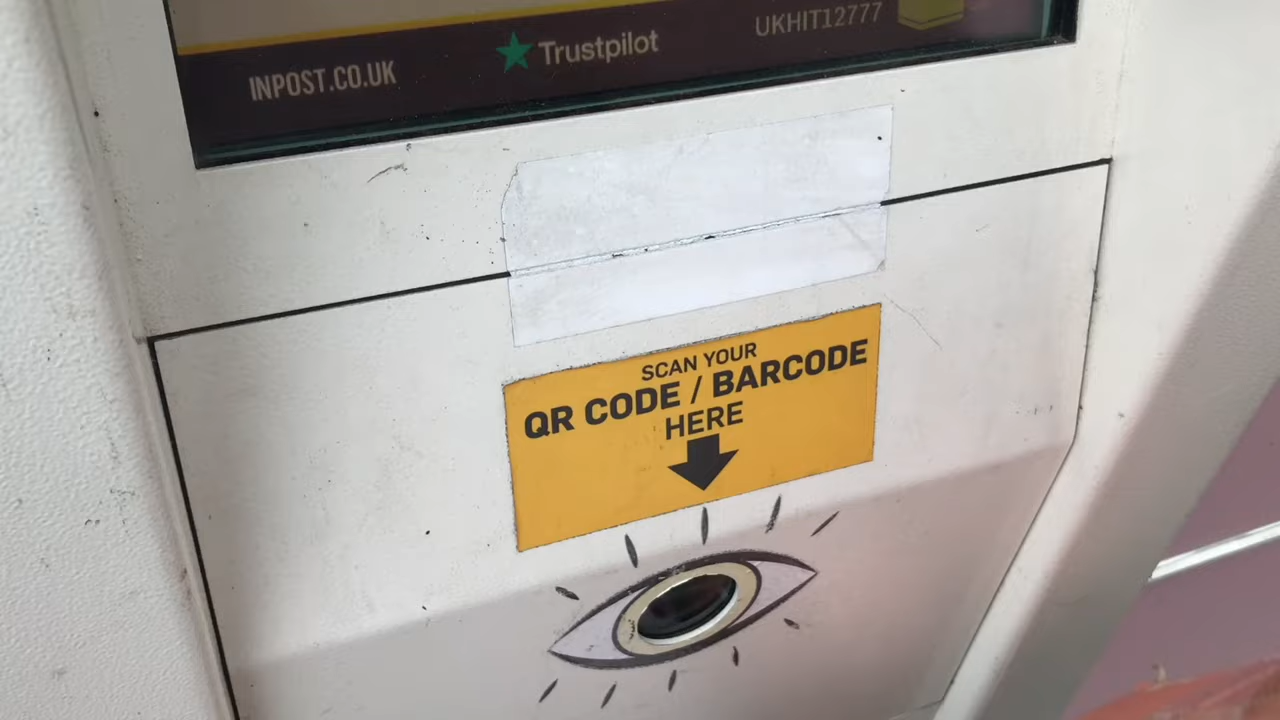 INPOST.CO.UK
Trustpilot
UKHIT12777
SCAN YOUR
QR CODE / BARCODE
HERE